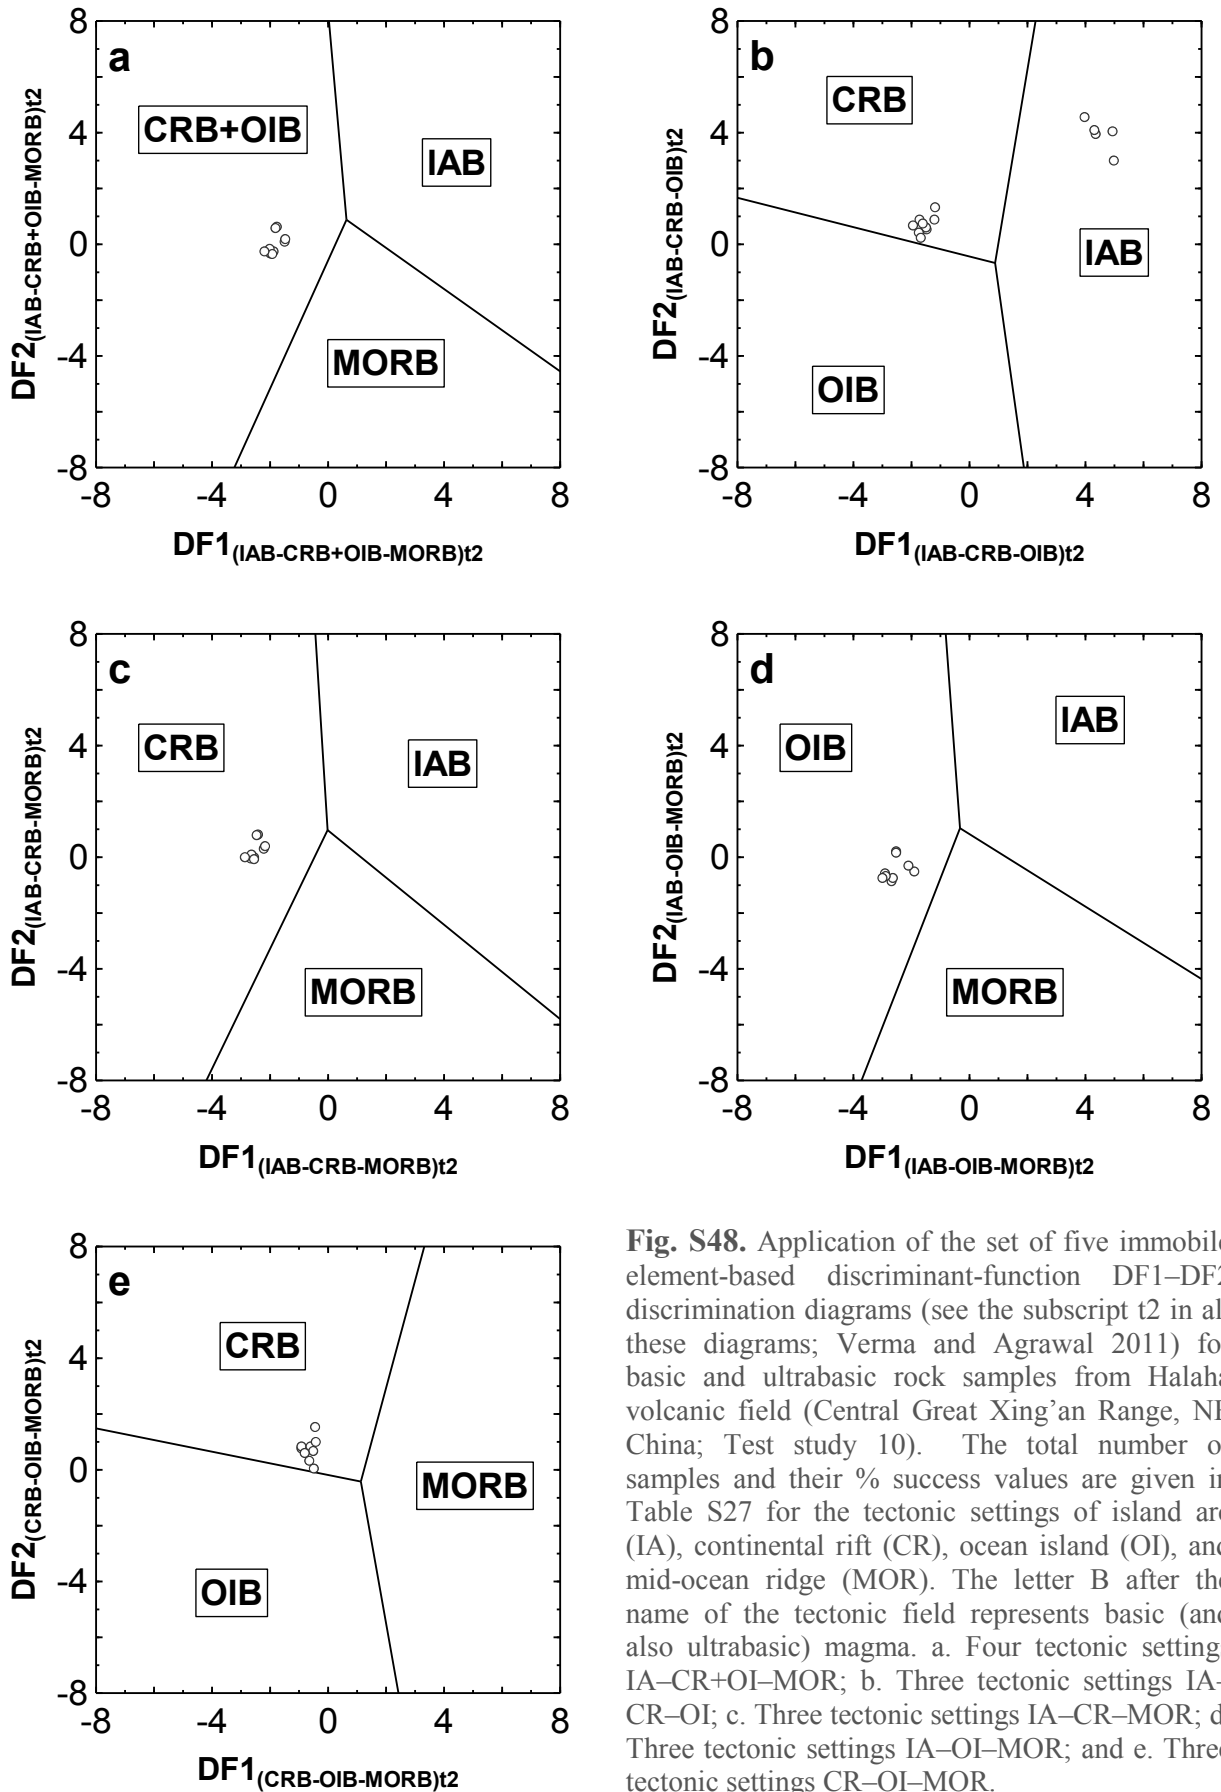 8
a
b
CRB+OIB
IAB
MORB
4
0
-4
-8
DF2(IAB-CRB+OIB-MORB)t2
-8 -4 0 4 8
DF1(IAB-CRB+OIB-MORB)t2
8
CRB
IAB
OIB
4
0
-4
-8
DF2(IAB-CRB-OIB)t2
-8 -4 0 4 8
DF1(IAB-CRB-OIB)t2
8
c
CRB
IAB
MORB
4
0
-4
-8
DF2(IAB-CRB-MORB)t2
-8 -4 0 4 8
DF1(IAB-CRB-MORB)t2
8
d
OIB
IAB
MORB
4
0
-4
-8
DF2(IAB-OIB-MORB)t2
-8 -4 0 4 8
DF1(IAB-OIB-MORB)t2
8
e
CRB
MORB
OIB
4
0
-4
-8
DF2(CRB-OIB-MORB)t2
-8 -4 0 4 8
DF1(CRB-OIB-MORB)t2
Fig. S48. Application of the set of five immobile
element-based discriminant-function DF1–DF2
discrimination diagrams (see the subscript t2 in al
these diagrams; Verma and Agrawal 2011) fo
basic and ultrabasic rock samples from Halaha
volcanic field (Central Great Xing’an Range, NE
China; Test study 10). The total number o
samples and their % success values are given in
Table S27 for the tectonic settings of island arc
(IA), continental rift (CR), ocean island (OI), and
mid-ocean ridge (MOR). The letter B after the
name of the tectonic field represents basic (and
also ultrabasic) magma. a. Four tectonic setting
IA–CR+OI–MOR; b. Three tectonic settings IA–
CR–OI; c. Three tectonic settings IA–CR–MOR; d
Three tectonic settings IA–OI–MOR; and e. Three
tectonic settings CR–OI–MOR.